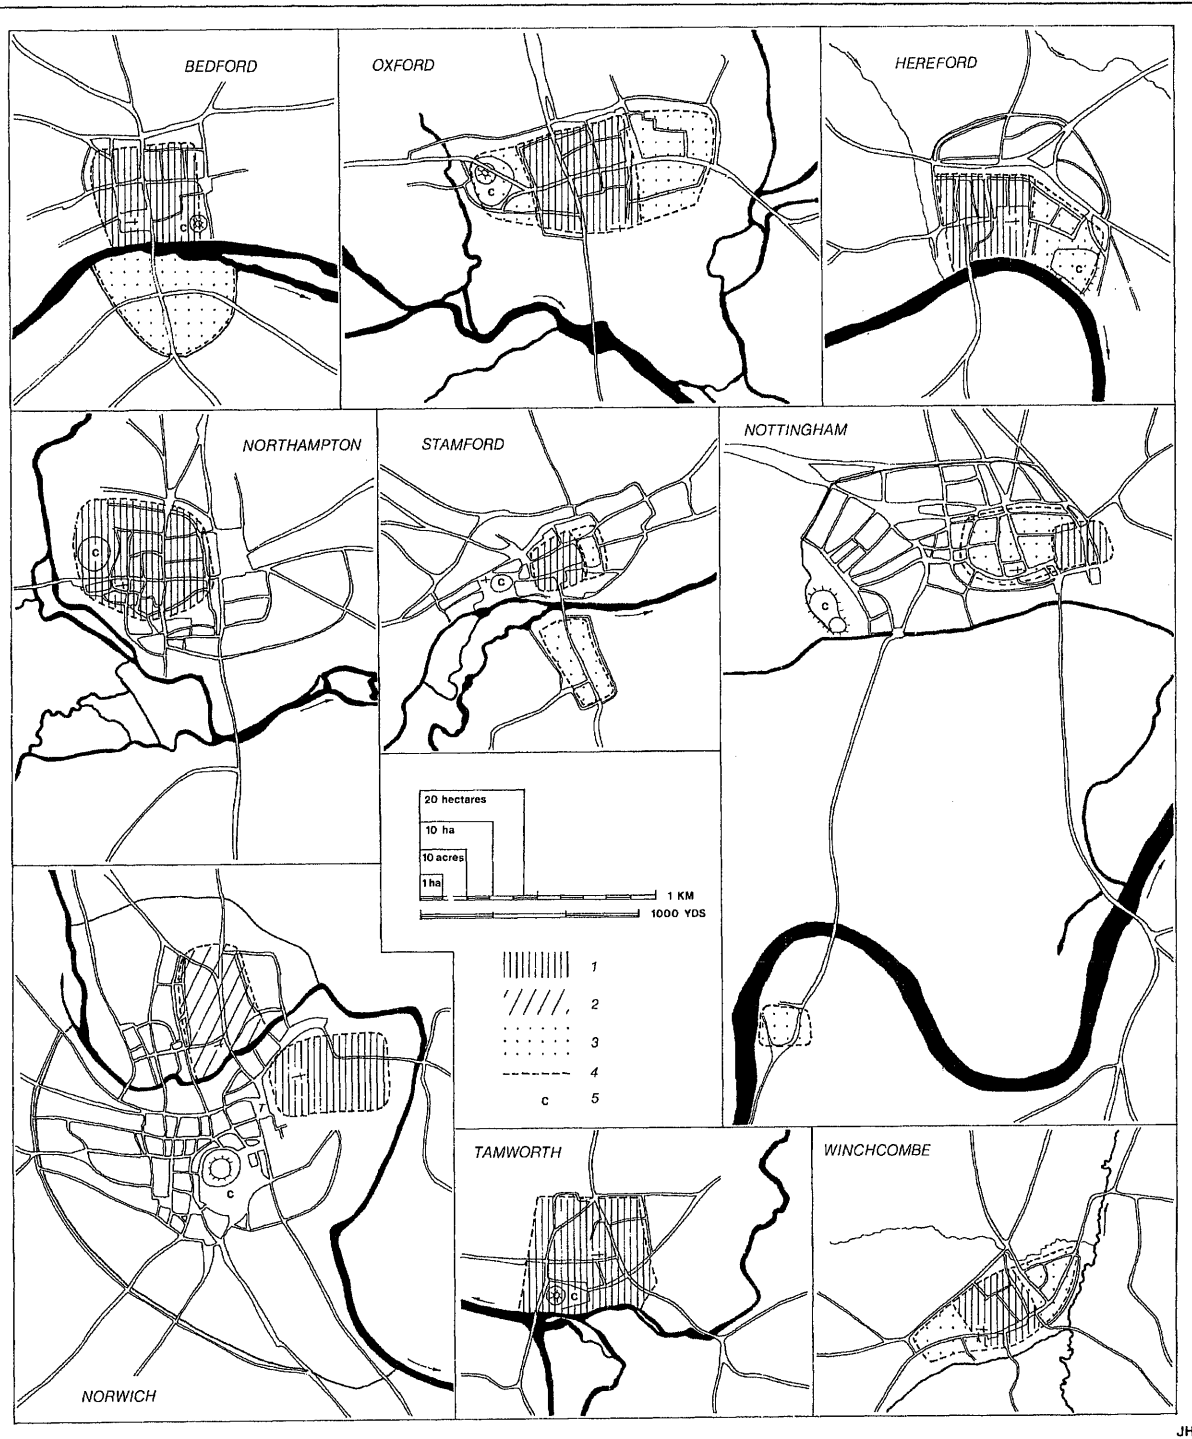 BEDFORD
C
OXFORD
C
HEREFORD
C
NORTHAMPTON
C
STAMFORD
C
NOTTINGHAM
C
20 hectares
10 ha
10 acres
1 ha
1 KM
1000 YDS
1
2
3
4
C 5
T
C
NORWICH
TAMWORTH
C
WINCHCOMBE
JH